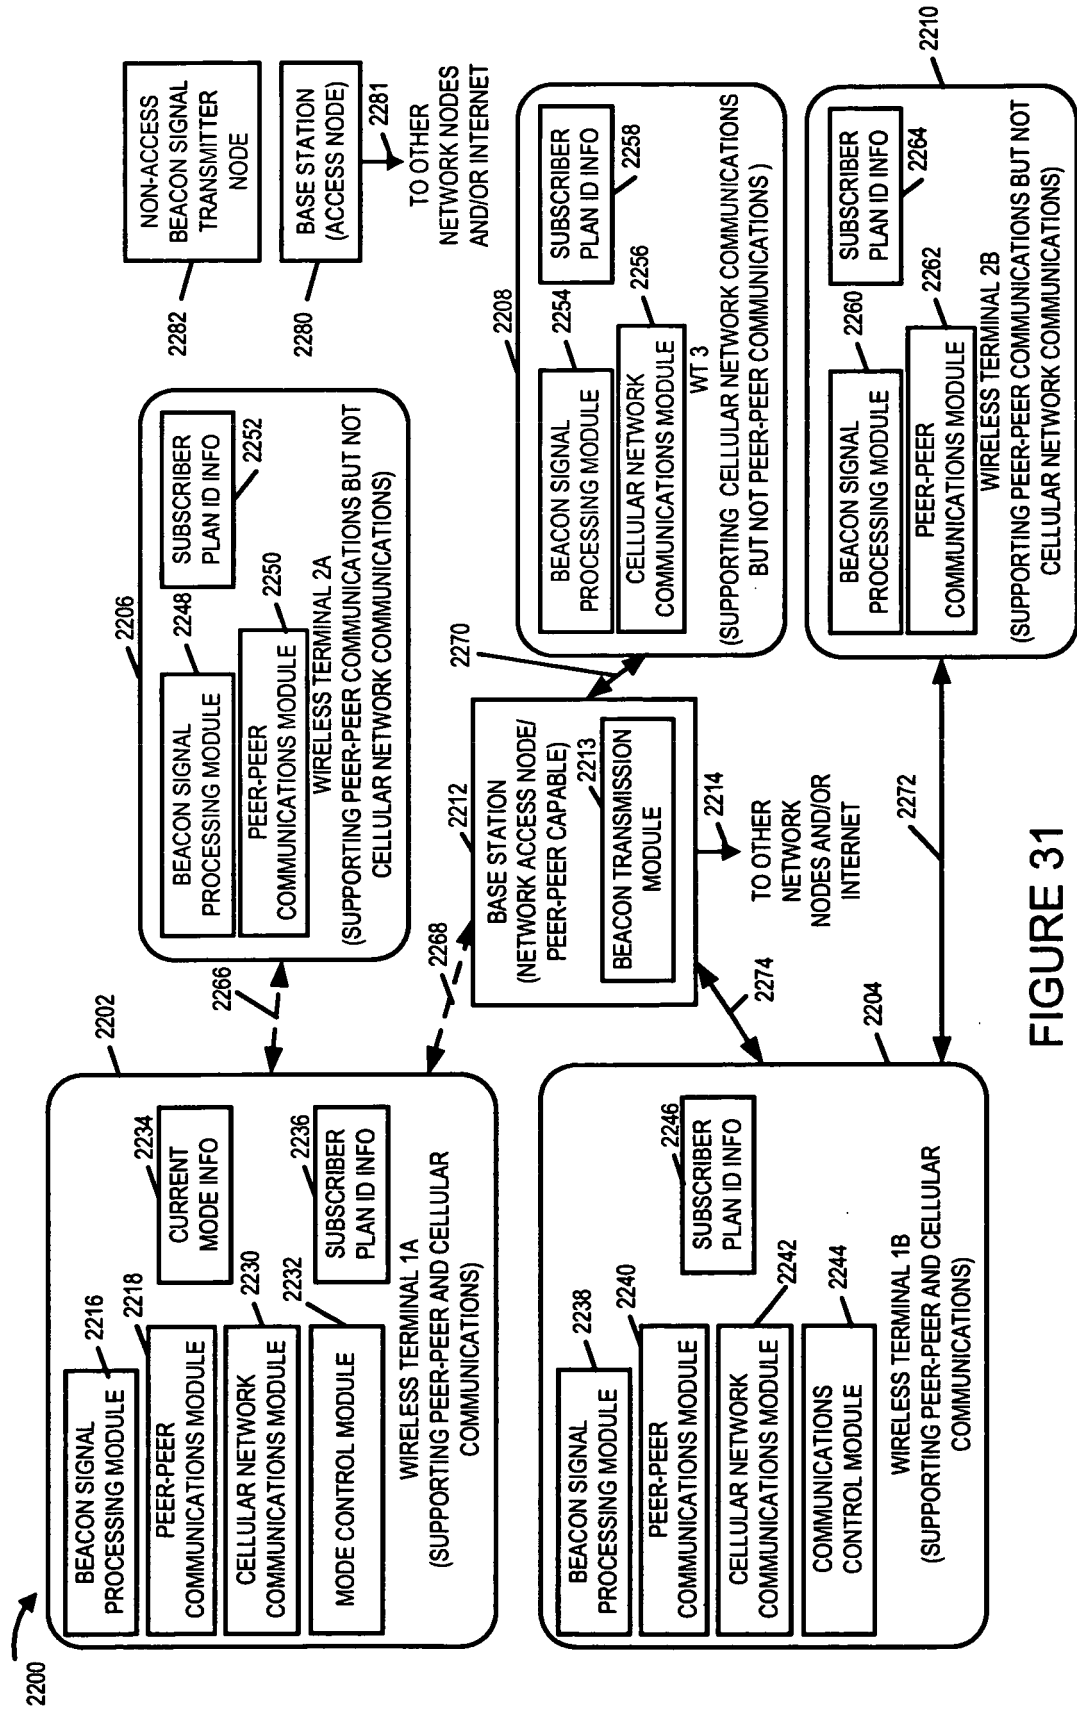 2200
2202
BEACON SIGNAL
PROCESSING MODULE
2216
PEER-PEER
COMMUNICATIONS MODULE
2218
CELLULAR NETWORK
COMMUNICATIONS MODULE
2230
MODE CONTROL MODULE
2232
CURRENT
MODE INFO
2234
SUBSCRIBER
PLAN ID INFO
2236
WIRELESS TERMINAL 1A
(SUPPORTING PEER-PEER AND CELLULAR
COMMUNICATIONS)
2266
2268
2206
BEACON SIGNAL
PROCESSING MODULE
2248
PEER-PEER
COMMUNICATIONS MODULE
2250
SUBSCRIBER
PLAN ID INFO
2252
WIRELESS TERMINAL 2A
(SUPPORTING PEER-PEER COMMUNICATIONS BUT NOT
CELLULAR NETWORK COMMUNICATIONS)
NON-ACCESS
BEACON SIGNAL
TRANSMITTER
NODE
2282
BASE STATION
(ACCESS NODE)
2280
2281
TO OTHER
NETWORK NODES
AND/OR INTERNET
2212
BASE STATION
(NETWORK ACCESS NODE/
PEER-PEER CAPABLE)
2213
BEACON TRANSMISSION
MODULE
2214
TO OTHER
NETWORK
NODES AND/OR
INTERNET
2270
2274
2272
2204
BEACON SIGNAL
PROCESSING MODULE
2238
PEER-PEER
COMMUNICATIONS MODULE
2240
CELLULAR NETWORK
COMMUNICATIONS MODULE
2242
COMMUNICATIONS
CONTROL MODULE
2244
SUBSCRIBER
PLAN ID INFO
2246
WIRELESS TERMINAL 1B
(SUPPORTING PEER-PEER AND CELLULAR
COMMUNICATIONS)
2208
BEACON SIGNAL
PROCESSING MODULE
2254
CELLULAR NETWORK
COMMUNICATIONS MODULE
2256
SUBSCRIBER
PLAN ID INFO
2258
WT 3
(SUPPORTING CELLULAR NETWORK COMMUNICATIONS
BUT NOT PEER-PEER COMMUNICATIONS )
2210
BEACON SIGNAL
PROCESSING MODULE
2260
PEER-PEER
COMMUNICATIONS MODULE
2262
SUBSCRIBER
PLAN ID INFO
2264
WIRELESS TERMINAL 2B
(SUPPORTING PEER-PEER COMMUNICATIONS BUT NOT
CELLULAR NETWORK COMMUNICATIONS)
FIGURE 31